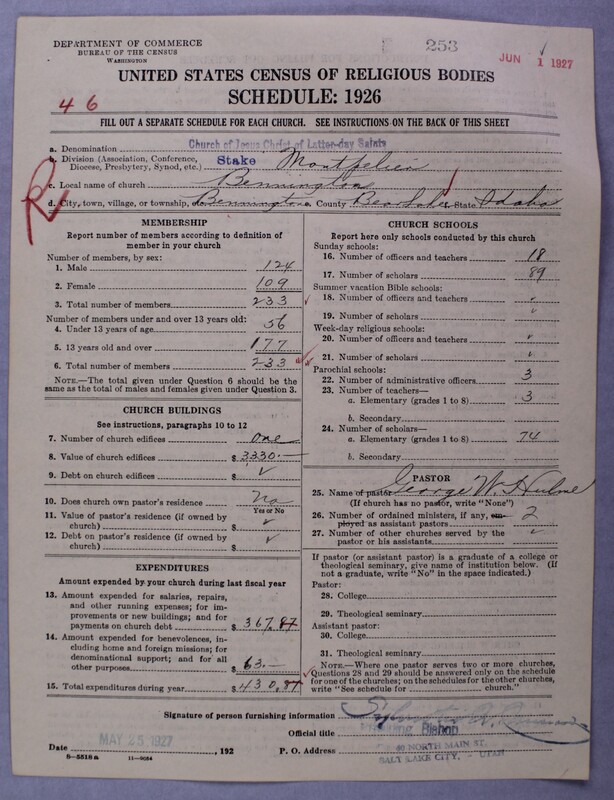 DEPARTMENT OF COMMERCE
BUREAU OF THE CENSUS
WASHINGTON
253
JUN 1 1927
UNITED STATES CENSUS OF RELIGIOUS BODIES
SCHEDULE: 1926
46
FILL OUT A SEPARATE SCHEDULE FOR EACH CHURCH. SEE INSTRUCTIONS ON THE BACK OF THIS SHEET
a. Denomination Church of Jesus Christ of Latter-day Saints
b. Division (Association, Conference, Diocese, Presbytery, Synod, etc.) Stake Montpelier
R
c. Local name of church Bennington
d. City, town, village, or township, Bennington e. County Bear Lake State Idaho
MEMBERSHIP
Report number of members according to definition of member in your church
Number of members, by sex:
1. Male 124
2. Female 109
3. Total number of members 233
Number of members under and over 13 years old:
4. Under 13 years of age 56
5. 13 years old and over 177
6. Total number of members 233
NOTE.—The total given under Question 6 should be the same as the total of males and females given under Question 3.
CHURCH BUILDINGS
See instructions, paragraphs 10 to 12
7. Number of church edifices one
8. Value of church edifices $ 3330.—
9. Debt on church edifices $ ✓
10. Does church own pastor's residence No
Yes or No
11. Value of pastor's residence (if owned by church) $ ✓
12. Debt on pastor's residence (if owned by church) $ ✓
EXPENDITURES
Amount expended by your church during last fiscal year
13. Amount expended for salaries, repairs, and other running expenses; for improvements or new buildings; and for payments on church debt $ 367.87
14. Amount expended for benevolences, including home and foreign missions; for denominational support; and for all other purposes $ 63.—
15. Total expenditures during year $ 430.87
CHURCH SCHOOLS
Report here only schools conducted by this church
Sunday schools:
16. Number of officers and teachers 18
17. Number of scholars 89
Summer vacation Bible schools:
18. Number of officers and teachers ✓
19. Number of scholars ✓
Week-day religious schools:
20. Number of officers and teachers ✓
21. Number of scholars ✓
Parochial schools:
22. Number of administrative officers 3
23. Number of teachers—
a. Elementary (grades 1 to 8) 3
b. Secondary
24. Number of scholars—
a. Elementary (grades 1 to 8) 74
b. Secondary
PASTOR
25. Name of pastor George W. Hulme
(If church has no pastor, write "None")
26. Number of ordained ministers, if any, employed as assistant pastors 2
27. Number of other churches served by the pastor or his assistants ✓
If pastor (or assistant pastor) is a graduate of a college or theological seminary, give name of institution below. (If not a graduate, write "No" in the space indicated.)
Pastor:
28. College
29. Theological seminary
Assistant pastor:
30. College
31. Theological seminary
NOTE.—Where one pastor serves two or more churches, Questions 28 and 29 should be answered only on the schedule for one of the churches; on the schedules for the other churches, write "See schedule for church."
Signature of person furnishing information Sylvester Q. Cannon
Official title Presiding Bishop
Date MAY 25 1927, 192 P. O. Address 40 NORTH MAIN ST.
SALT LAKE CITY, - UTAH
8-5518a 11-9064